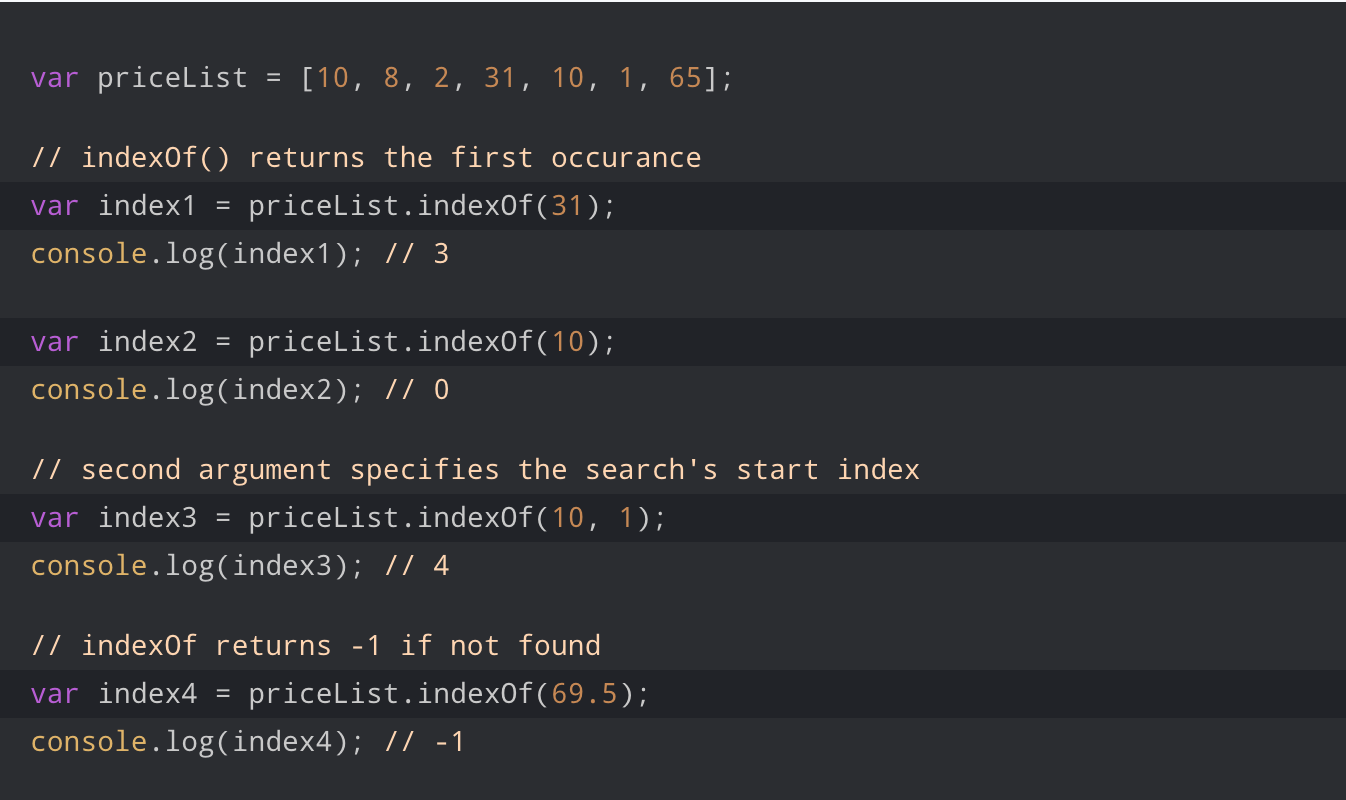 var priceList = [10, 8, 2, 31, 10, 1, 65];
// indexOf() returns the first occurance
var index1 = priceList.indexOf(31);
console.log(index1); // 3
var index2 = priceList.indexOf(10);
console.log(index2); // 0
// second argument specifies the search's start index
var index3 = priceList.indexOf(10, 1);
console.log(index3); // 4
// indexOf returns -1 if not found
var index4 = priceList.indexOf(69.5);
console.log(index4); // -1